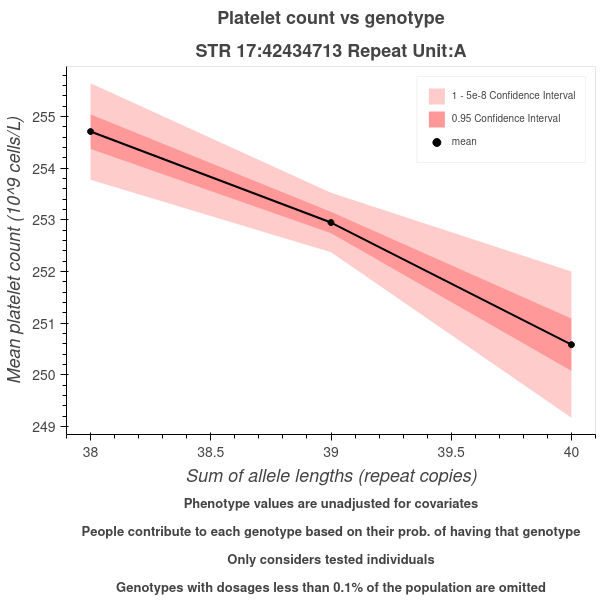 Platelet count vs genotype
STR 17:42434713 Repeat Unit:A
1 - 5e-8 Confidence Interval
0.95 Confidence Interval
mean
Mean platelet count (10^9 cells/L)
255
254
253
252
251
250
249
38
38.5
39
39.5
40
Sum of allele lengths (repeat copies)
Phenotype values are unadjusted for covariates
People contribute to each genotype based on their prob. of having that genotype
Only considers tested individuals
Genotypes with dosages less than 0.1% of the population are omitted